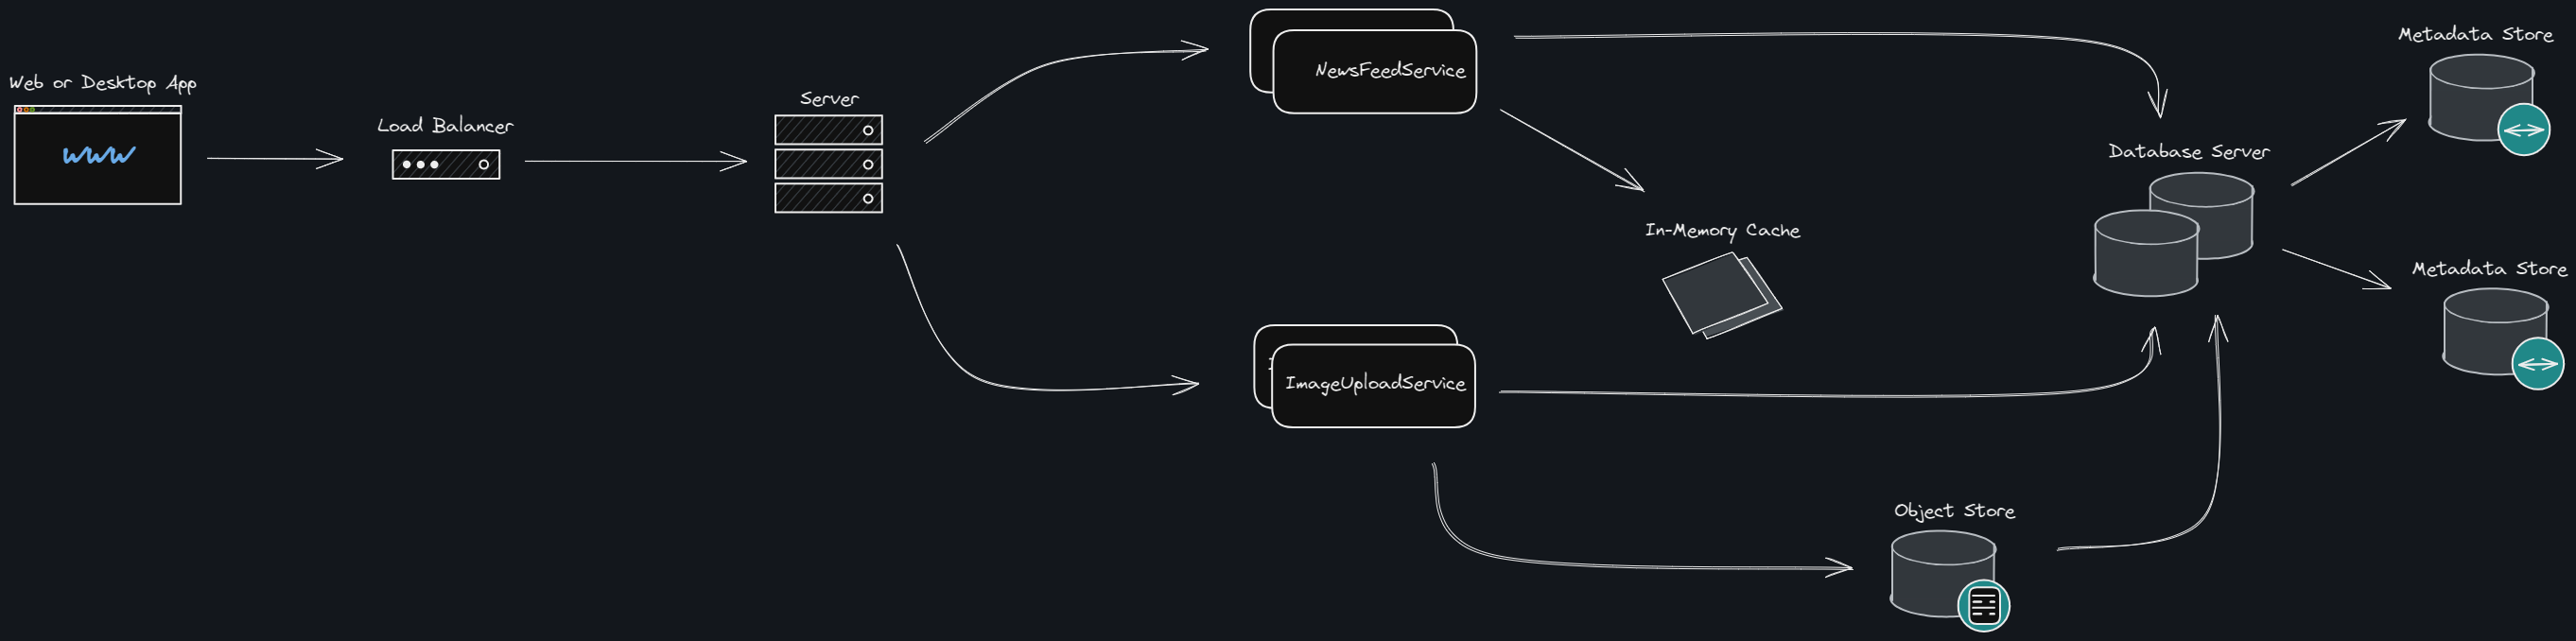 Web or Desktop App
www
Load Balancer
Server
NewsFeedService
ImageUploadService
In-Memory Cache
Object Store
Database Server
Metadata Store
Metadata Store